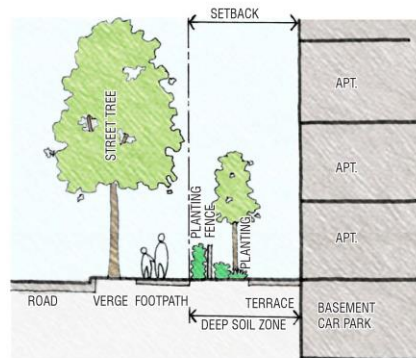 SETBACK
STREET TREE
APT.
APT.
APT.
PLANTING
FENCE
PLANTING
ROAD
VERGE
FOOTPATH
TERRACE
DEEP SOIL ZONE
BASEMENT
CAR PARK